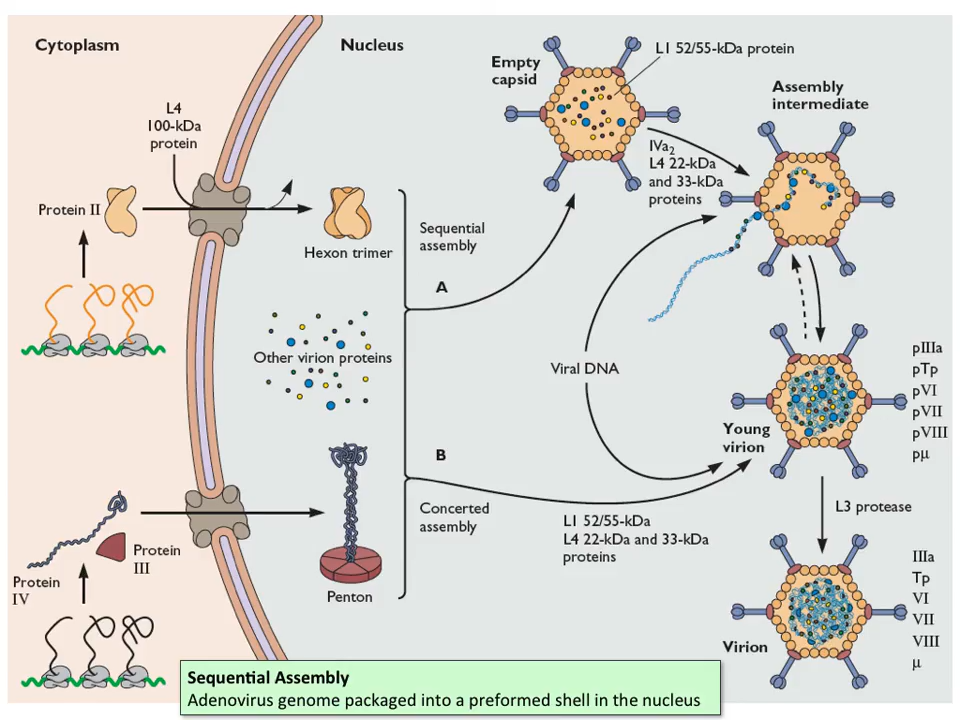 Cytoplasm
Nucleus
L4
100-kDa
protein
Protein II
Hexon trimer
Other virion proteins
Protein
III
Protein
IV
Penton
Sequential
assembly
A
B
Concerted
assembly
Empty
capsid
L1 52/55-kDa protein
IVa₂
L4 22-kDa
and 33-kDa
proteins
Assembly
intermediate
Viral DNA
Young
virion
pIIIa
pTp
pVI
pVII
pVIII
pμ
L1 52/55-kDa
L4 22-kDa and 33-kDa
proteins
L3 protease
Virion
IIIa
Tp
VI
VII
VIII
μ
Sequential Assembly
Adenovirus genome packaged into a preformed shell in the nucleus